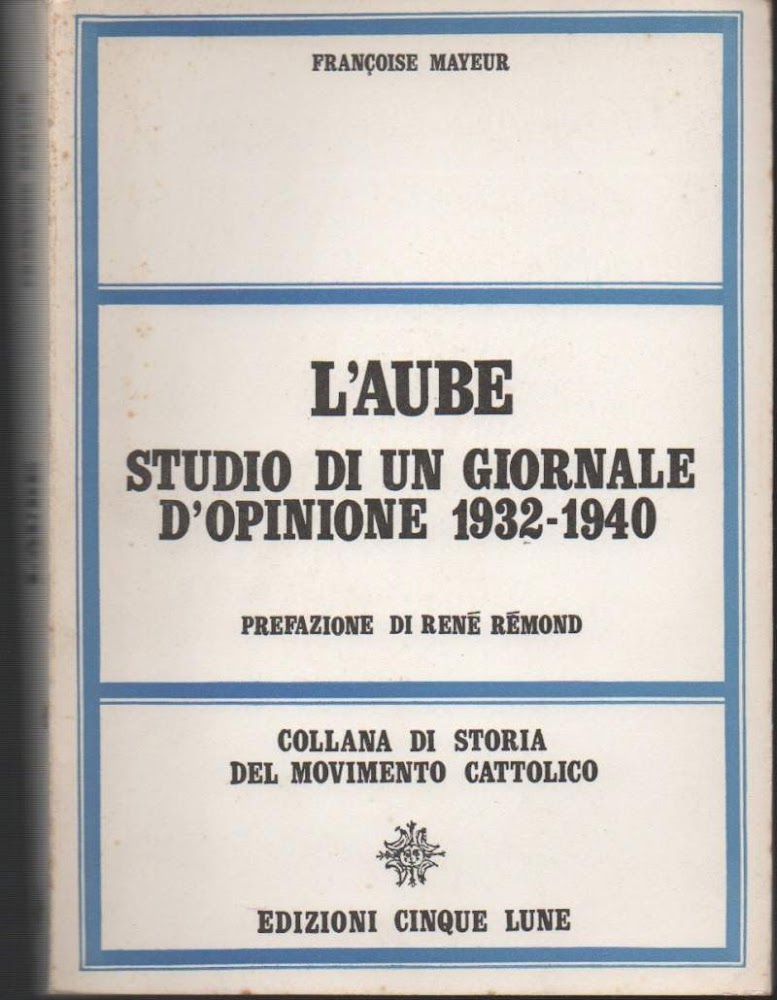 FRANÇOISE MAYEUR
L'AUBE
STUDIO DI UN GIORNALE
D'OPINIONE 1932-1940
PREFAZIONE DI RENÉ RÉMOND
COLLANA DI STORIA
DEL MOVIMENTO CATTOLICO
EDIZIONI CINQUE LUNE